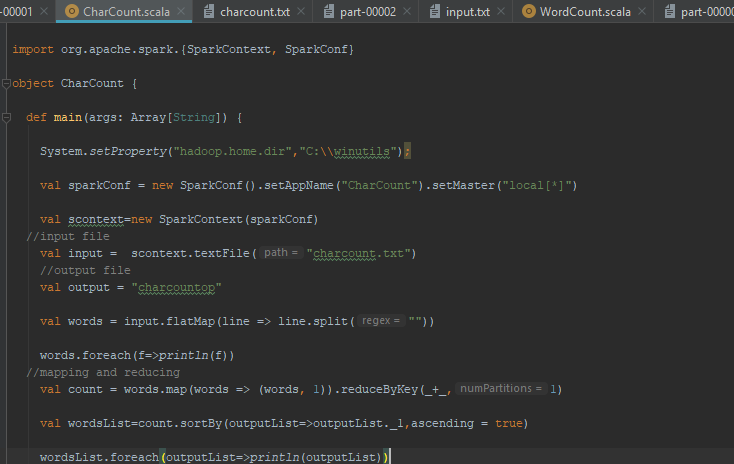 -00001 CharCount.scala charcount.txt part-00002 input.txt WordCount.scala part-0000
import org.apache.spark.{SparkContext, SparkConf}
object CharCount {
def main(args: Array[String]) {
System.setProperty("hadoop.home.dir","C:\\winutils");
val sparkConf = new SparkConf().setAppName("CharCount").setMaster("local[*]")
val scontext=new SparkContext(sparkConf)
//input file
val input =  scontext.textFile( path = "charcount.txt")
//output file
val output = "charcountop"
val words = input.flatMap(line => line.split( regex = ""))
words.foreach(f=>println(f))
//mapping and reducing
val count = words.map(words => (words, 1)).reduceByKey(_+_, numPartitions = 1)
val wordsList=count.sortBy(outputList=>outputList._1,ascending = true)
wordsList.foreach(outputList=>println(outputList))